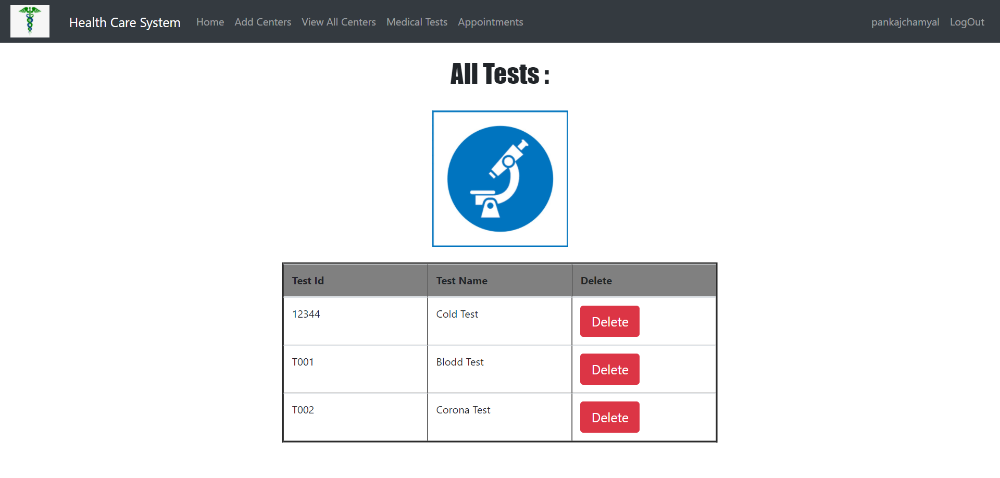 Health Care System Home Add Centers View All Centers Medical Tests Appointments pankajchamyal LogOut
All Tests :
Test Id Test Name Delete
12344 Cold Test Delete
T001 Blodd Test Delete
T002 Corona Test Delete